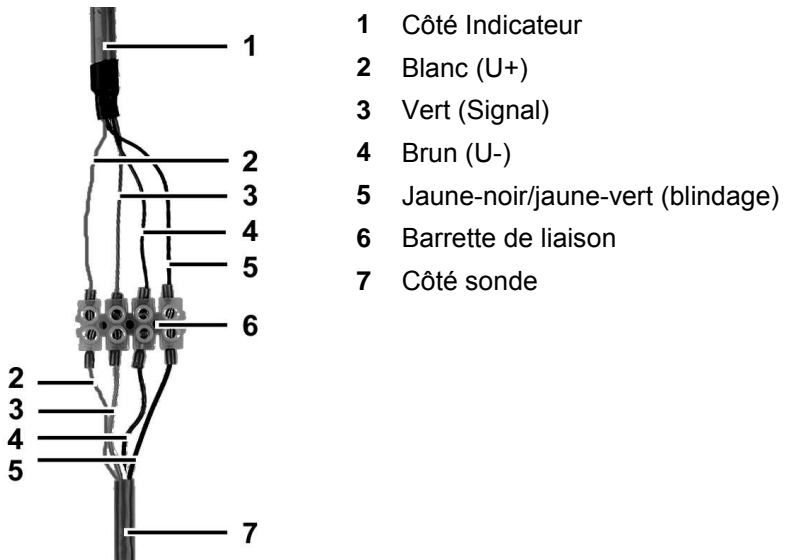 1 Côté Indicateur
2 Blanc (U+)
3 Vert (Signal)
4 Brun (U-)
5 Jaune-noir/jaune-vert (blindage)
6 Barrette de liaison
7 Côté sonde
1
2
3
4
5
6
2
3
4
5
7